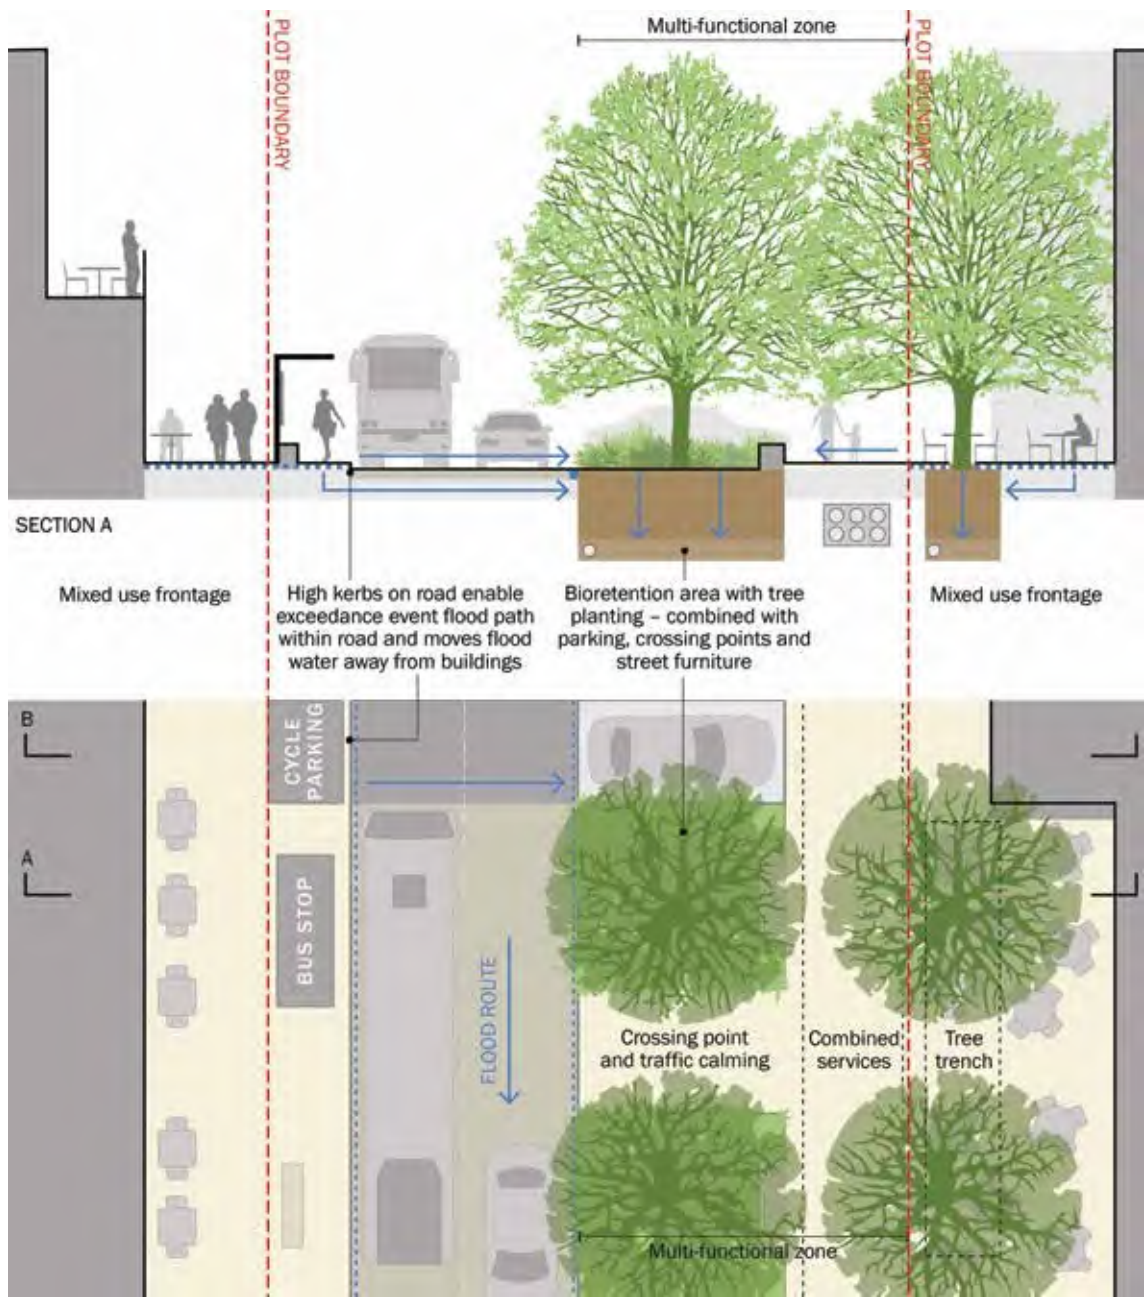 Multi-functional zone
PLOT BOUNDARY
PLOT BOUNDARY
SECTION A
Mixed use frontage
High kerbs on road enable
exceedance event flood path
within road and moves flood
water away from buildings
Bioretention area with tree
planting – combined with
parking, crossing points and
street furniture
Mixed use frontage
B
CYCLE
PARKING
A
BUS STOP
FLOOD ROUTE
Crossing point
and traffic calming
Combined
services
Tree
trench
Multi-functional zone